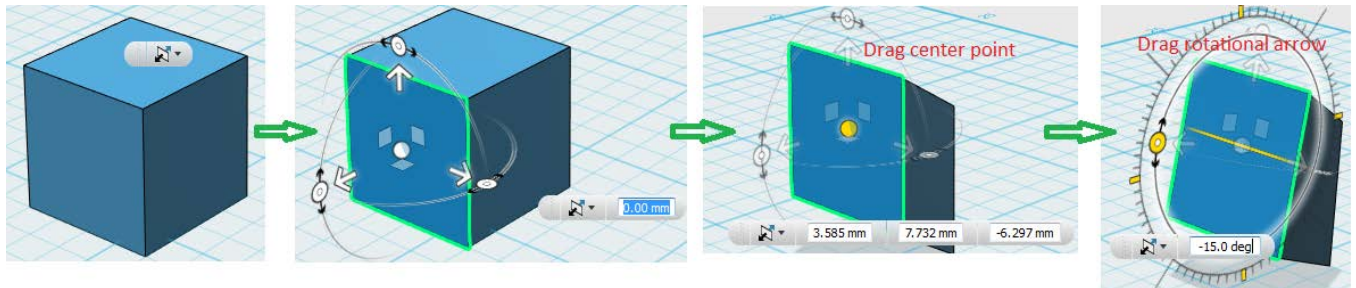 0.00 mm
Drag center point
3.585 mm 7.732 mm -6.297 mm
Drag rotational arrow
-15.0 deg